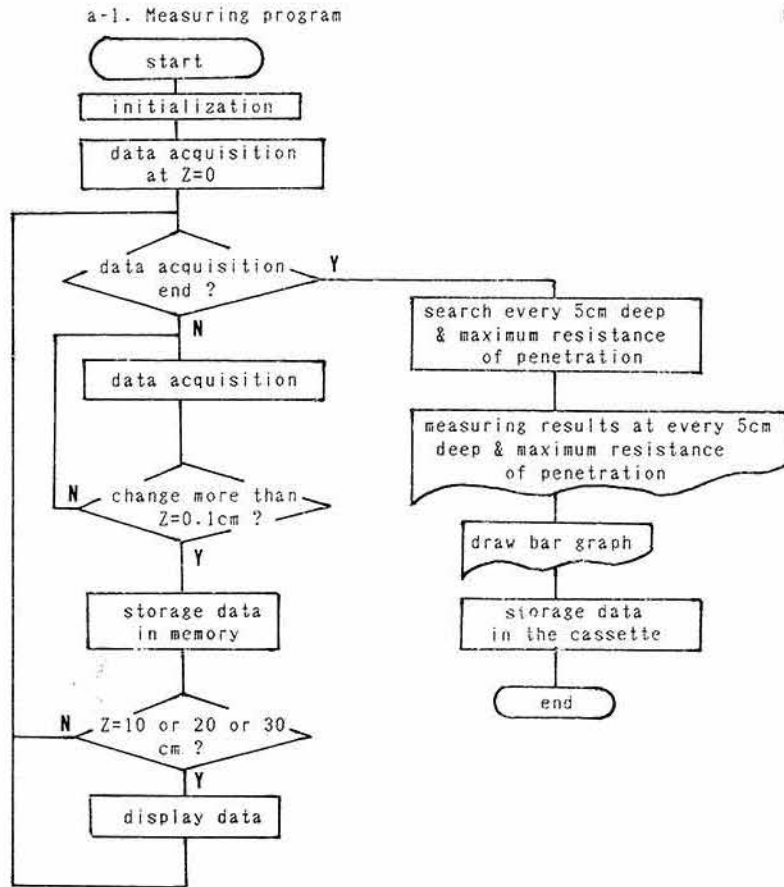 a-1. Measuring program
start
initialization
data acquisition
at Z=0
data acquisition
end ?
Y
N
data acquisition
N
change more than
Z=0.1cm ?
Y
storage data
in memory
N
Z=10 or 20 or 30
cm ?
Y
display data
search every 5cm deep
& maximum resistance
of penetration
measuring results at every 5cm
deep & maximum resistance
of penetration
draw bar graph
storage data
in the cassette
end